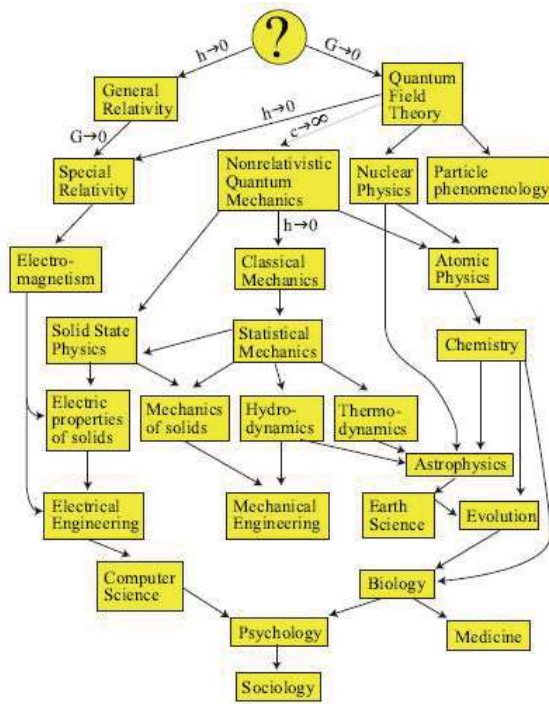 ?
h→0
G→0
General
Relativity
Quantum
Field
Theory
G→0
h→0
c→∞
Special
Relativity
Nonrelativistic
Quantum
Mechanics
Nuclear
Physics
Particle
phenomenology
h→0
Electro-
magnetism
Classical
Mechanics
Atomic
Physics
Solid State
Physics
Statistical
Mechanics
Chemistry
Electric
properties
of solids
Mechanics
of solids
Hydro-
dynamics
Thermo-
dynamics
Astrophysics
Electrical
Engineering
Mechanical
Engineering
Earth
Science
Evolution
Computer
Science
Biology
Psychology
Medicine
Sociology